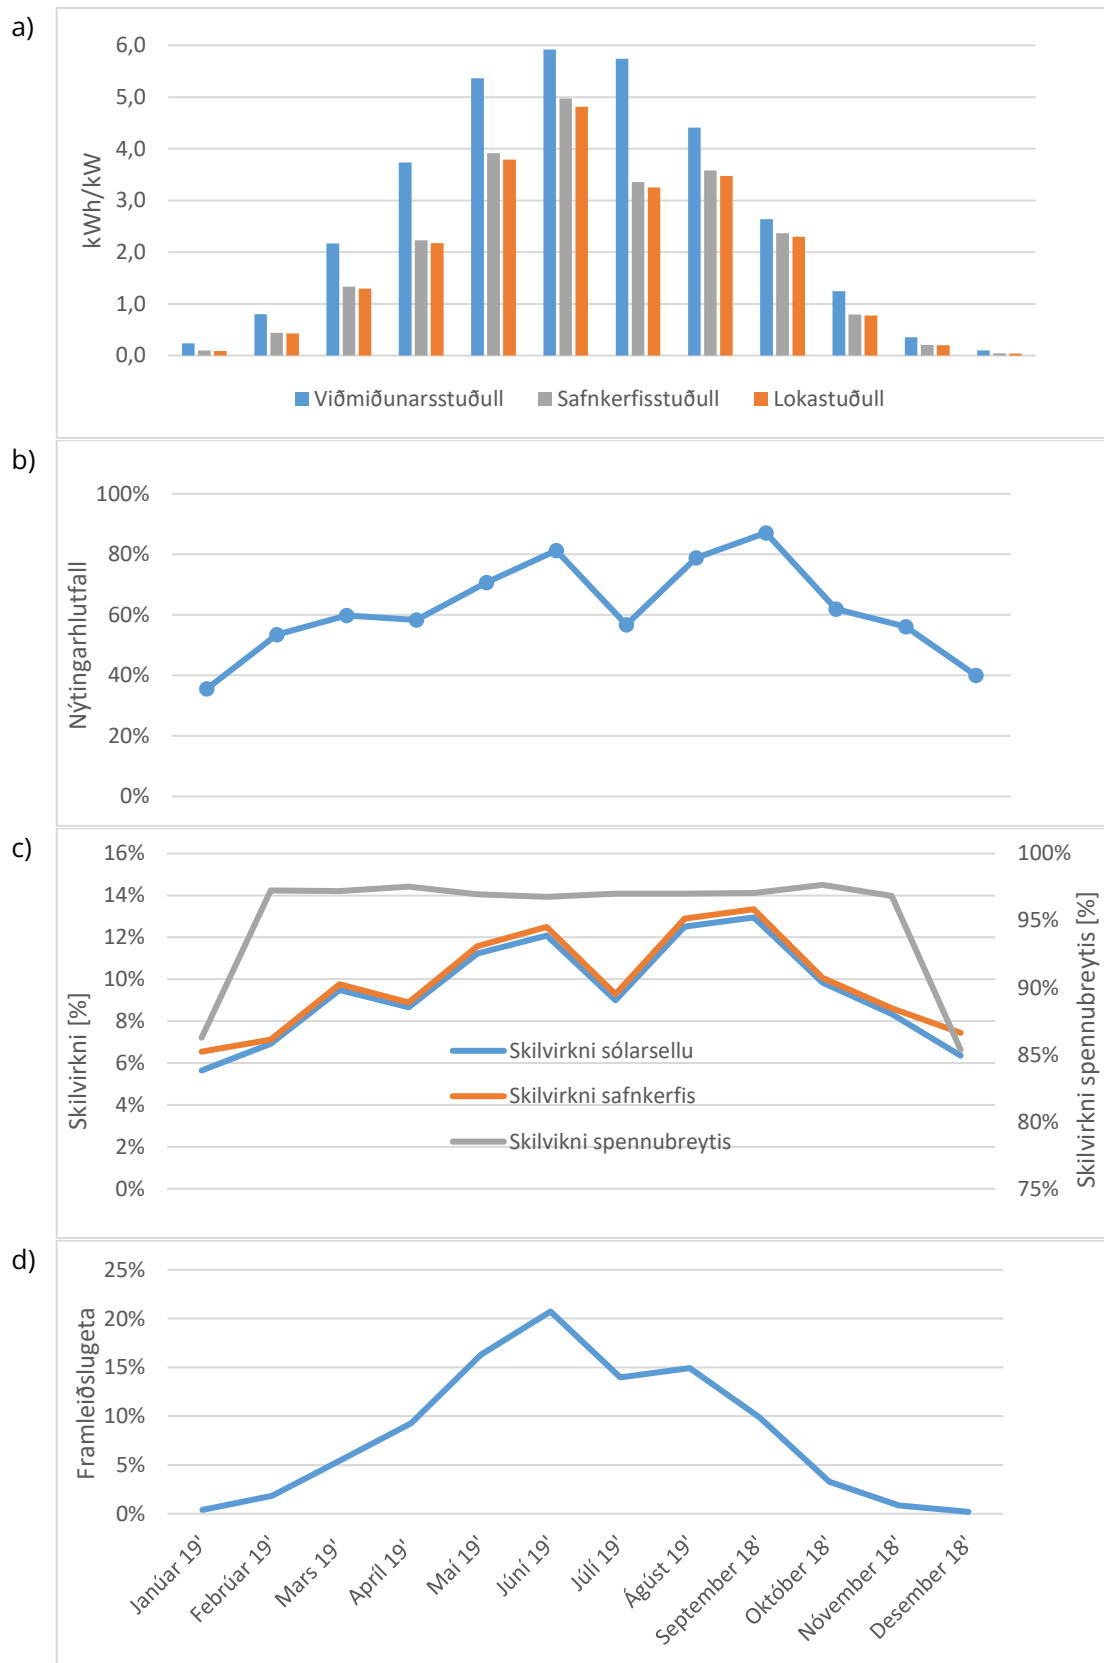 a)
6,0
5,0
4,0
3,0
2,0
1,0
0,0
kWh/kW
Viðmiðunarsstuðull Safnkerfisstuðull Lokastuðull
b)
100%
80%
60%
40%
20%
0%
Nýtingarhlutfall
c)
16% 100%
14%
12% 95%
10%
8% 90%
6% 85%
4% 80%
2%
0% 75%
Skilvirkni [%]
Skilvirkni spennubreytis [%]
Skilvirkni sólarsellu
Skilvirkni safnkerfis
Skilvikni spennubreytis
d)
25%
20%
15%
10%
5%
0%
Framleiðslugeta
Janúar 19'
Febrúar 19'
Mars 19'
Apríl 19'
Maí 19'
Júní 19'
Júlí 19'
Ágúst 19'
September 18'
Október 18'
Nóvember 18'
Desember 18'